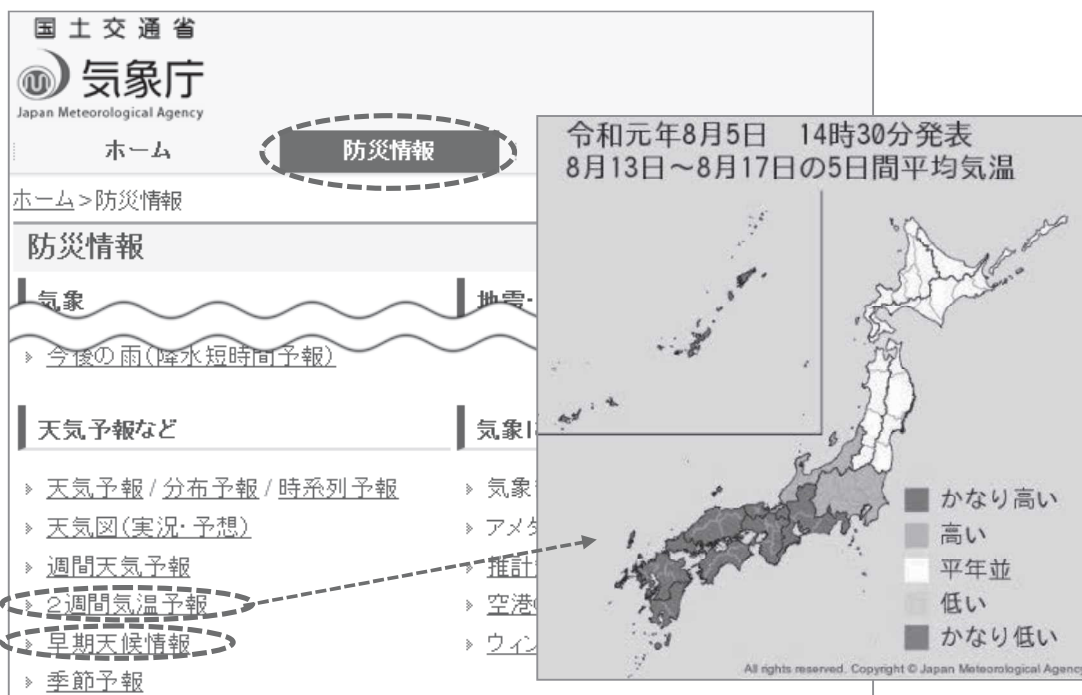 国土交通省
気象庁
Japan Meteorological Agency
ホーム
防災情報
ホーム>防災情報
防災情報
気象
地震・
今後の雨(降水短時間予報)
天気予報など
気象
天気予報 / 分布予報 / 時系列予報
気象
天気図(実況・予想)
アメダ
週間天気予報
推計
2週間気温予報
空港
早期天候情報
ウィン
季節予報
令和元年8月5日 14時30分発表
8月13日~8月17日の5日間平均気温
かなり高い
高い
平年並
低い
かなり低い
All rights reserved. Copyright © Japan Meteorological Agency